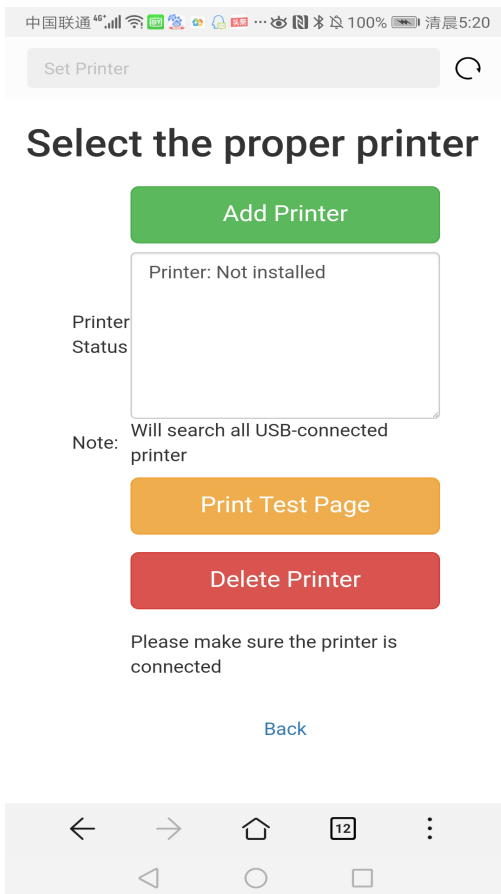 中国联通 46 100% 清晨5:20
Set Printer
Select the proper printer
Add Printer
Printer: Not installed
Printer
Status
Note:
Will search all USB-connected
printer
Print Test Page
Delete Printer
Please make sure the printer is
connected
Back
12